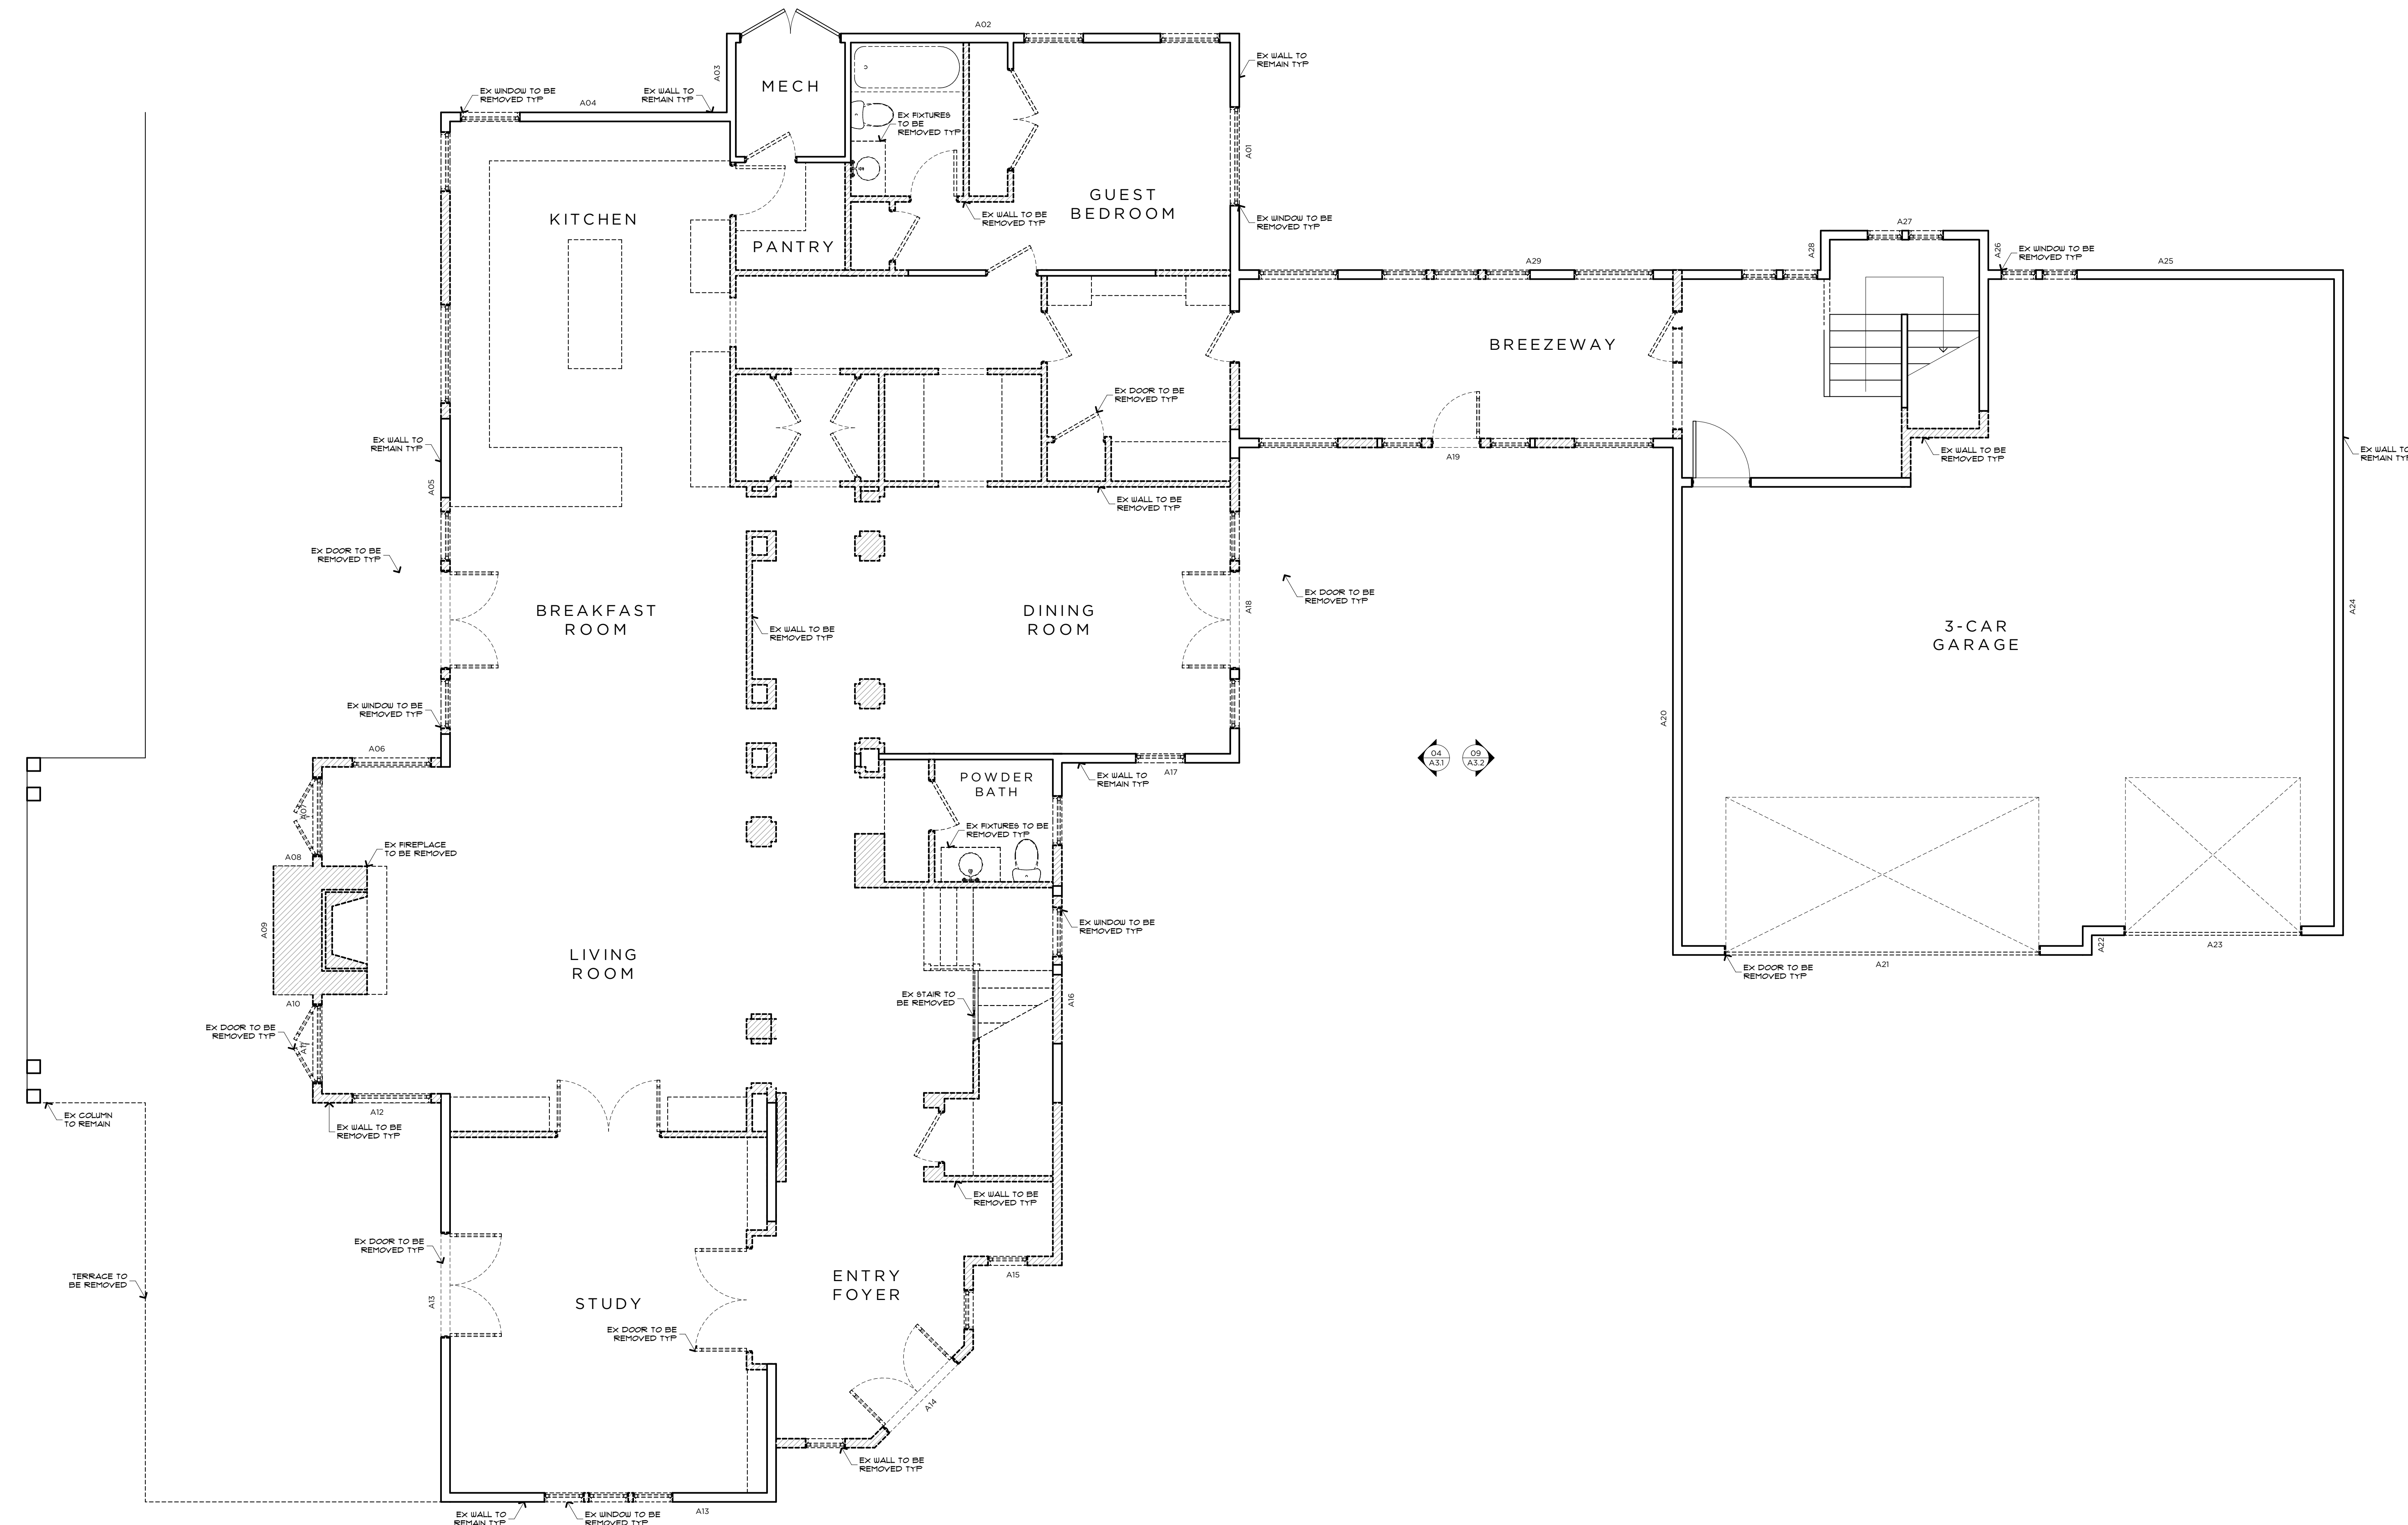 A02
A03
MECH
EX WALL TO
REMAIN TYP
EX WINDOW TO BE
REMOVED TYP
A04
EX WALL TO
REMAIN TYP
EX FIXTURES
TO BE
REMOVED TYP
A01
KITCHEN
PANTRY
GUEST
BEDROOM
EX WALL TO BE
REMOVED TYP
EX WINDOW TO BE
REMOVED TYP
A27
A28
A26
EX WINDOW TO BE
REMOVED TYP
A29
A25
BREEZEWAY
EX DOOR TO BE
REMOVED TYP
EX WALL TO
REMAIN TYP
A05
A19
EX WALL TO BE
REMOVED TYP
EX WALL TO
REMAIN TYP
EX WALL TO BE
REMOVED TYP
EX DOOR TO BE
REMOVED TYP
EX DOOR TO BE
REMOVED TYP
BREAKFAST
ROOM
DINING
ROOM
A18
EX WALL TO BE
REMOVED TYP
3-CAR
GARAGE
A24
A20
EX WINDOW TO BE
REMOVED TYP
A06
A17
04
A3.1
09
A3.2
POWDER
BATH
EX WALL TO
REMAIN TYP
A07
EX FIXTURES TO BE
REMOVED TYP
A08
EX FIREPLACE
TO BE REMOVED
A09
EX WINDOW TO BE
REMOVED TYP
LIVING
ROOM
A22
A23
A21
EX DOOR TO BE
REMOVED TYP
A10
EX STAIR TO
BE REMOVED
A16
EX DOOR TO BE
REMOVED TYP
A11
EX COLUMN
TO REMAIN
A12
EX WALL TO BE
REMOVED TYP
EX WALL TO BE
REMOVED TYP
EX DOOR TO BE
REMOVED TYP
TERRACE TO
BE REMOVED
A13
STUDY
ENTRY
FOYER
A15
EX DOOR TO BE
REMOVED TYP
A14
EX WALL TO BE
REMOVED TYP
EX WALL TO
REMAIN TYP
EX WINDOW TO BE
REMOVED TYP
A13